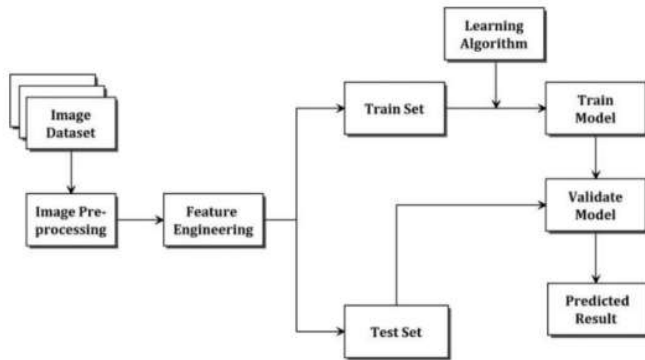 Learning
Algorithm
Image
Dataset
Train Set
Train
Model
Image Pre-
processing
Feature
Engineering
Validate
Model
Test Set
Predicted
Result